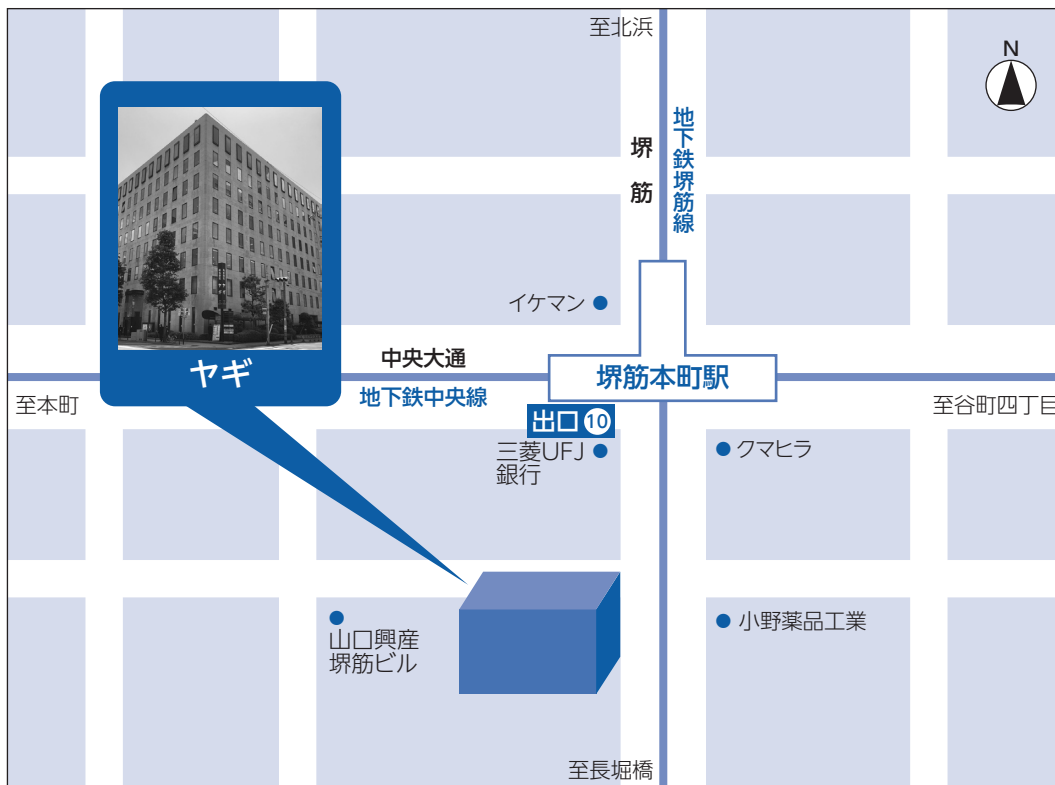 至北浜
N
堺筋
地下鉄堺筋線
イケマン
ヤギ
中央大通
堺筋本町駅
地下鉄中央線
至本町
至谷町四丁目
出口10
三菱UFJ
銀行
クマヒラ
山口興産
堺筋ビル
小野薬品工業
至長堀橋